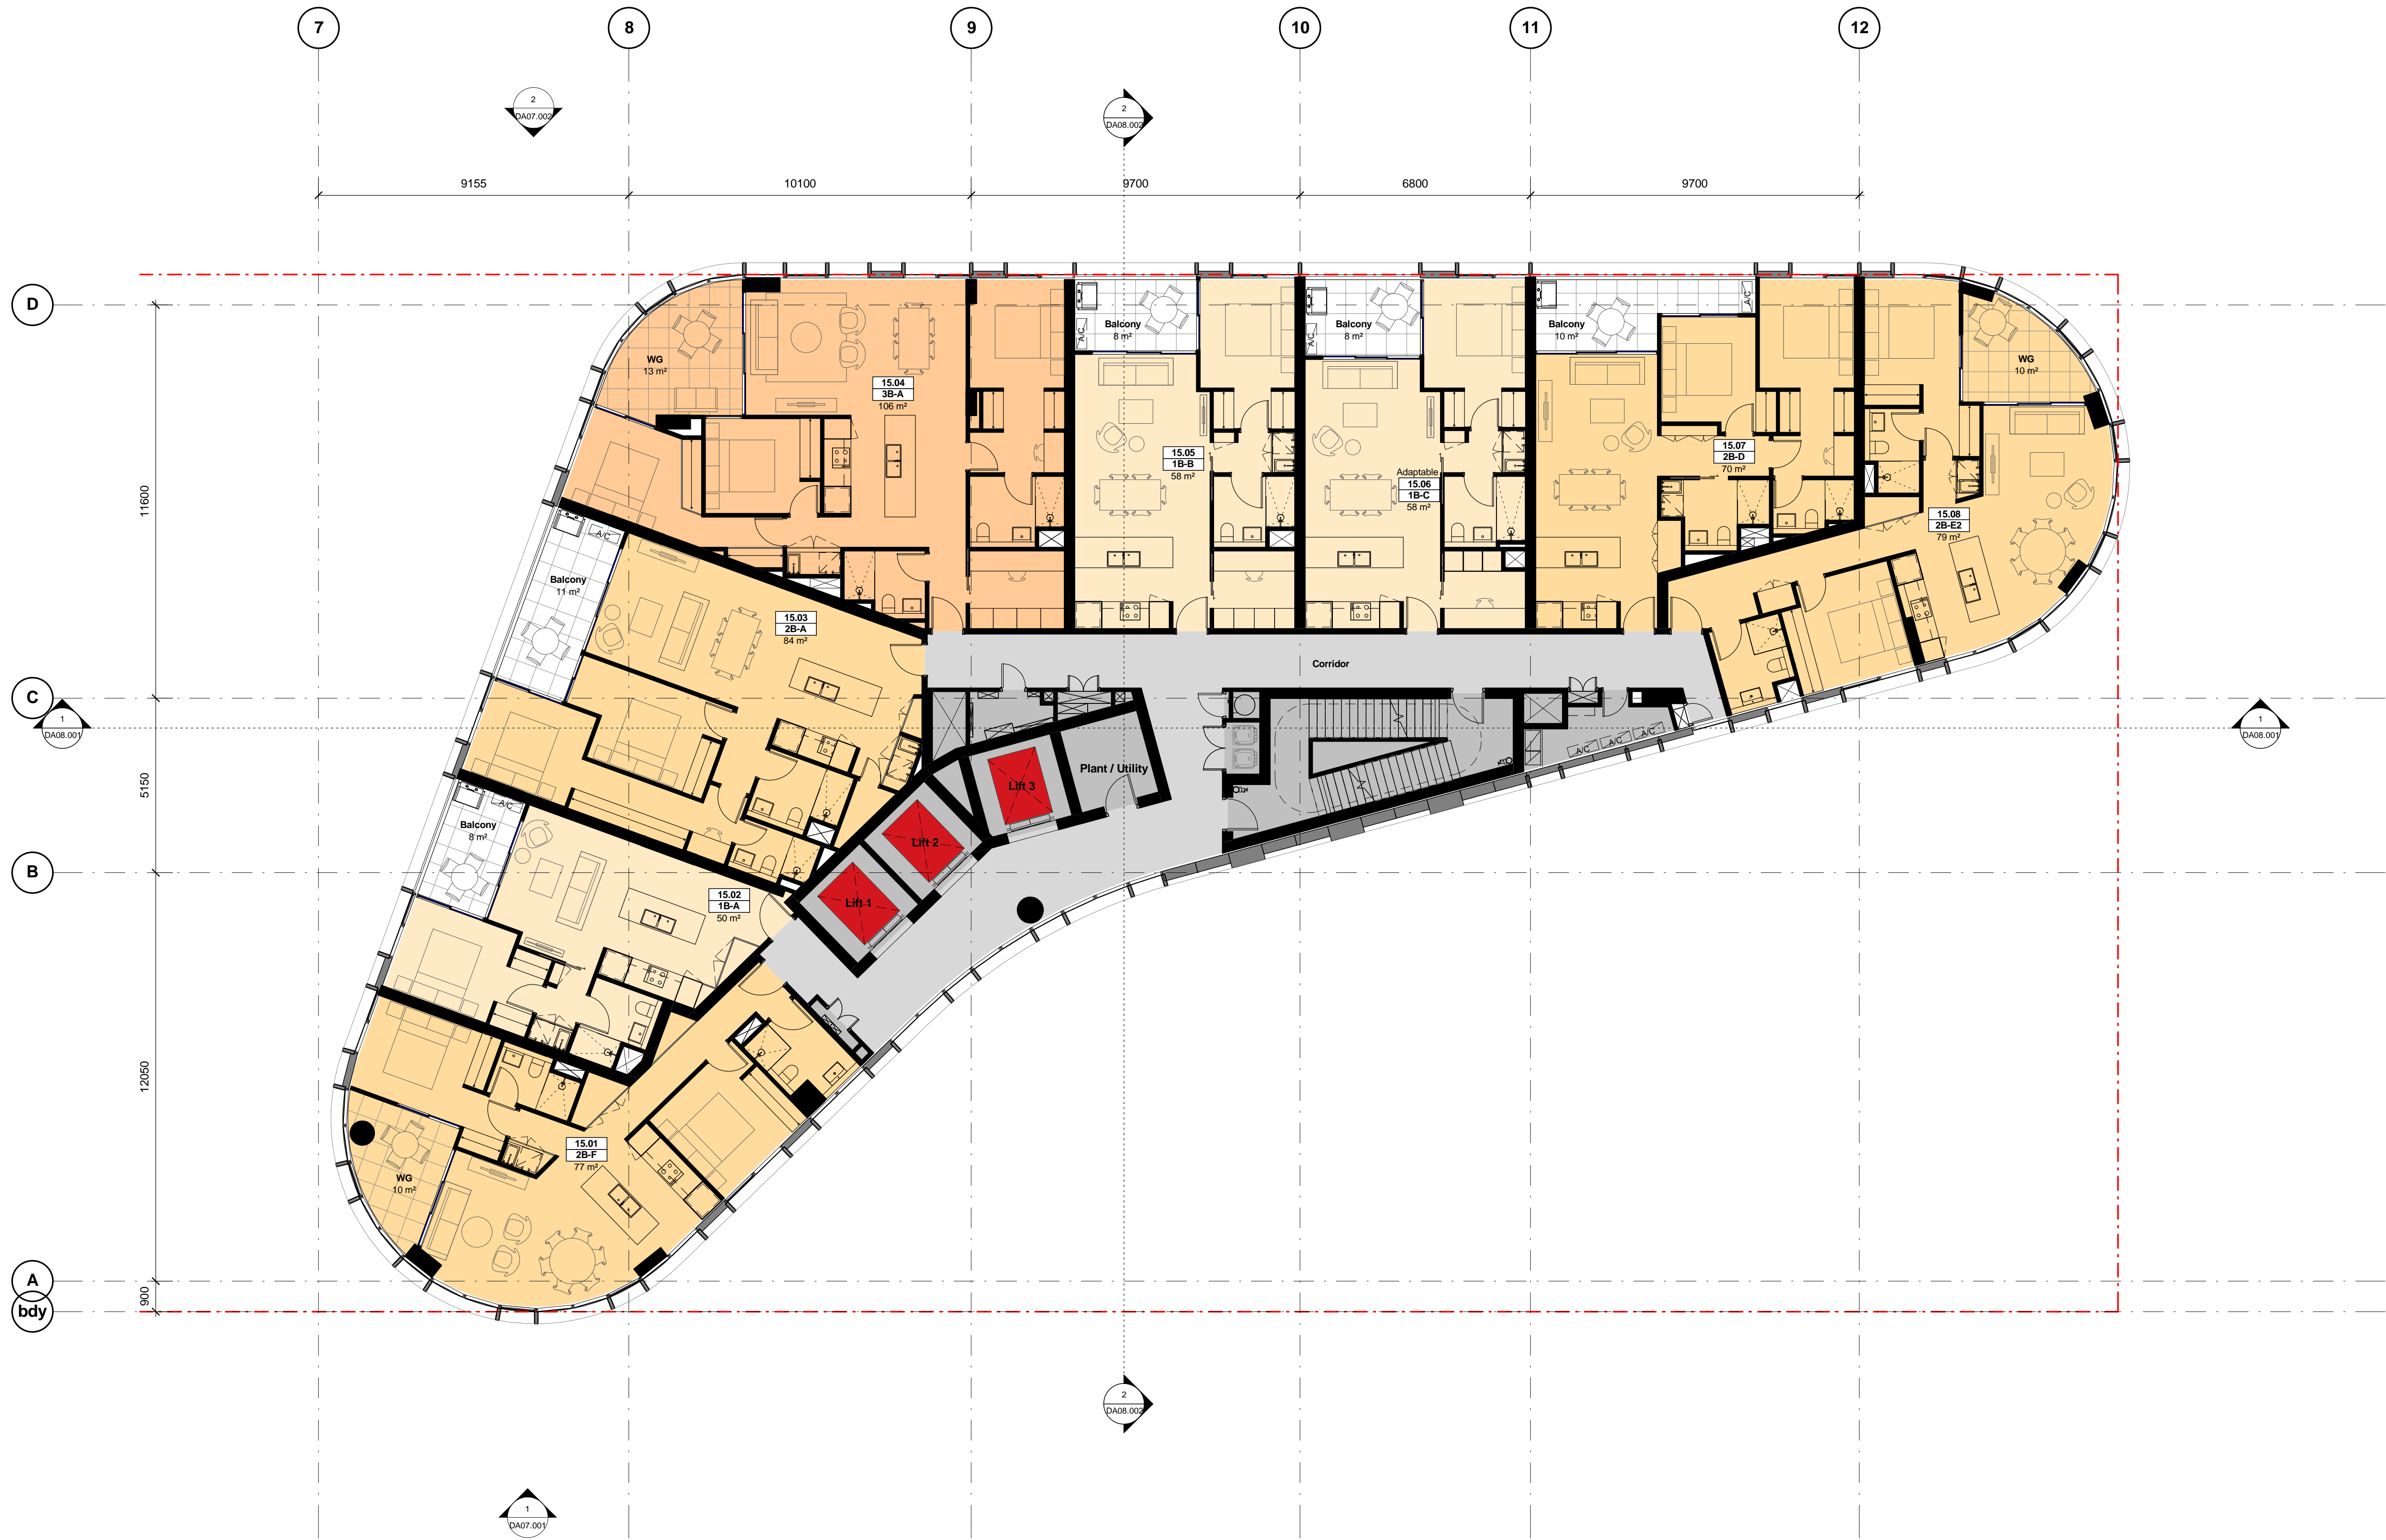 7
8
9
10
11
12
2
DA07.002
2
DA08.002
9155
10100
9700
6800
9700
D
C
B
A
bdy
11600
5150
12050
900
1
DA08.001
1
DA08.001
WG
13 m²
15.04
3B-A
106 m²
Balcony
8 m²
A/C
15.05
1B-B
58 m²
Balcony
8 m²
A/C
Adaptable
15.06
1B-C
58 m²
Balcony
10 m²
A/C
15.07
2B-D
70 m²
WG
10 m²
15.08
2B-E2
79 m²
A/C
Balcony
11 m²
15.03
2B-A
84 m²
Corridor
Plant / Utility
A/C
A/C
A/C
Lift 3
Lift 2
Lift 1
A/C
Balcony
8 m²
15.02
1B-A
50 m²
15.01
2B-F
77 m²
WG
10 m²
2
DA08.002
1
DA07.001